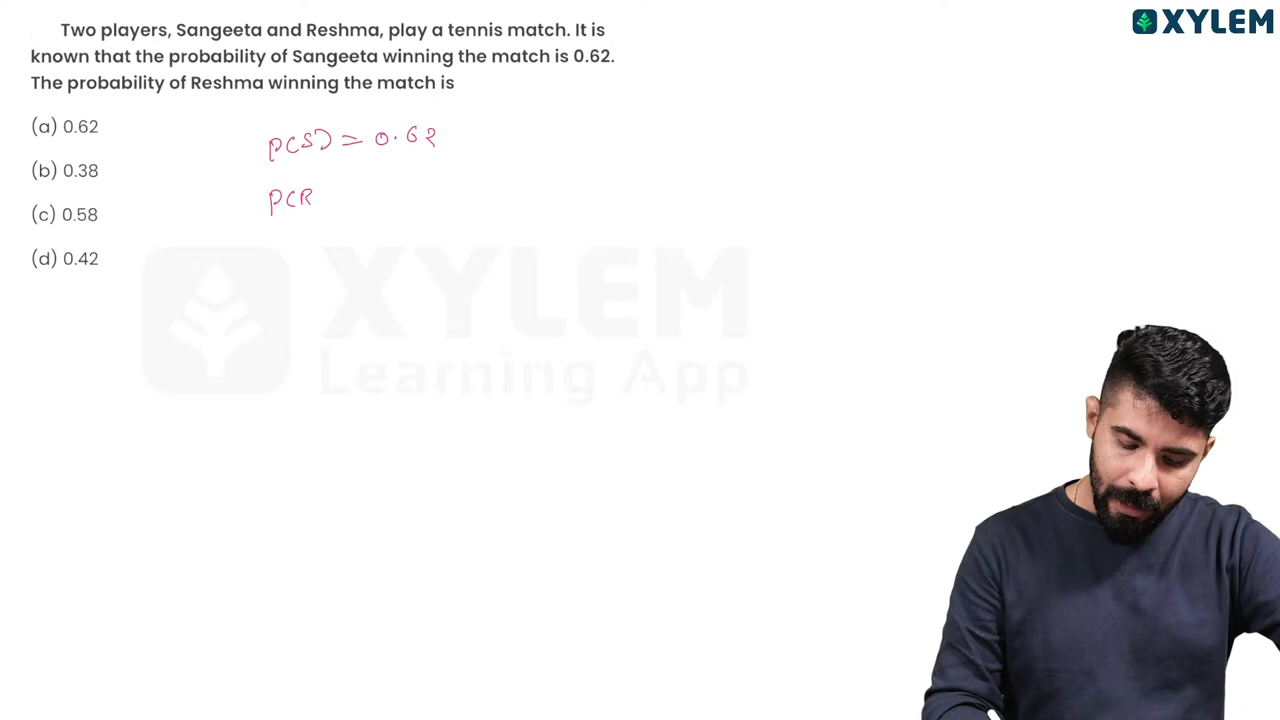 XYLEM
Two players, Sangeeta and Reshma, play a tennis match. It is
known that the probability of Sangeeta winning the match is 0.62.
The probability of Reshma winning the match is
(a) 0.62
(b) 0.38
(c) 0.58
(d) 0.42
P(S) = 0.62
P(R
XYLEM
Learning App